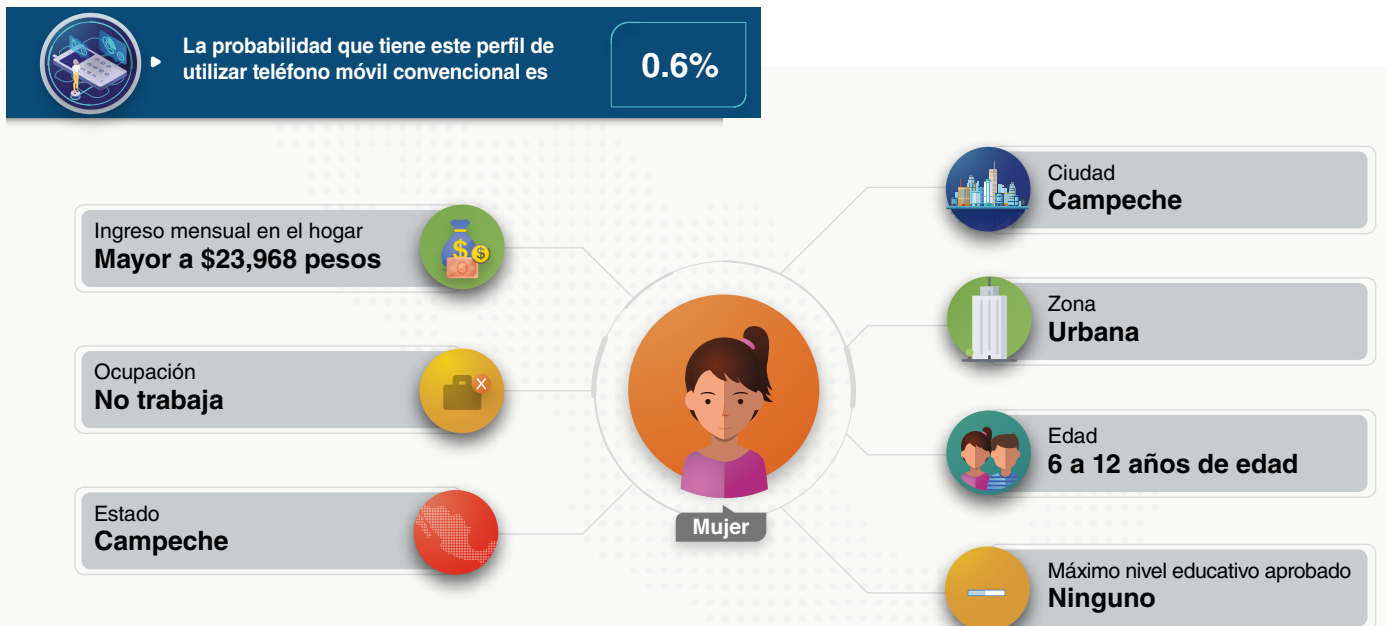 La probabilidad que tiene este perfil de
utilizar teléfono móvil convencional es
0.6%
Ingreso mensual en el hogar
Mayor a $23,968 pesos
Ocupación
No trabaja
Estado
Campeche
Mujer
Ciudad
Campeche
Zona
Urbana
Edad
6 a 12 años de edad
Máximo nivel educativo aprobado
Ninguno